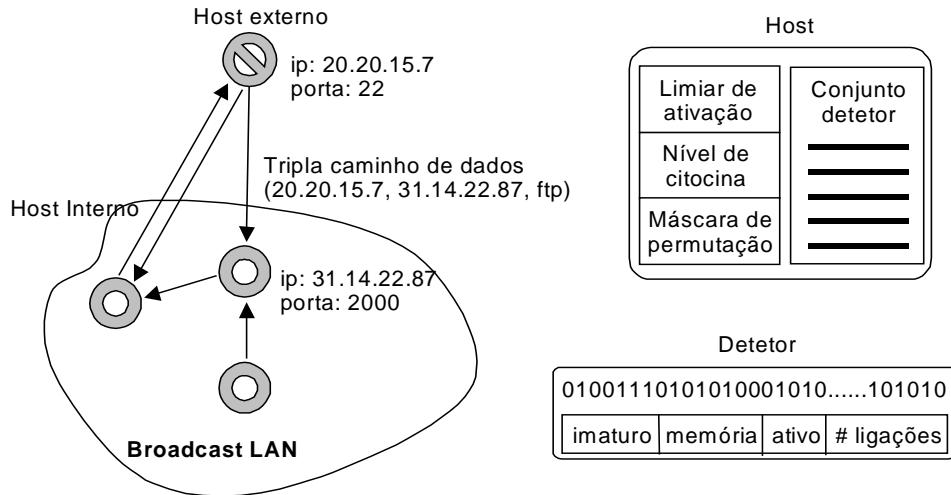 Host externo
ip: 20.20.15.7
porta: 22
Tripla caminho de dados
(20.20.15.7, 31.14.22.87, ftp)
Host Interno
ip: 31.14.22.87
porta: 2000
Broadcast LAN
Host
Limiar de
ativação
Nível de
citocina
Máscara de
permutação
Conjunto
detetor
Detetor
01001110101010001010......101010
imaturo memória ativo # ligações